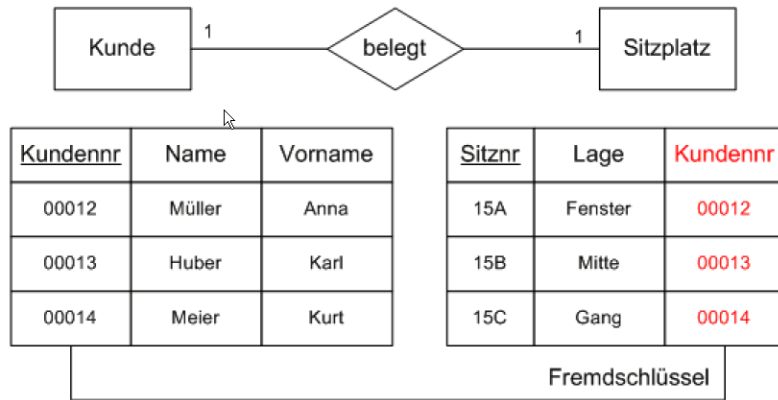 Kunde 1 belegt 1 Sitzplatz
Kundennr Name Vorname
00012 Müller Anna
00013 Huber Karl
00014 Meier Kurt
Sitznr Lage Kundennr
15A Fenster 00012
15B Mitte 00013
15C Gang 00014
Fremdschlüssel